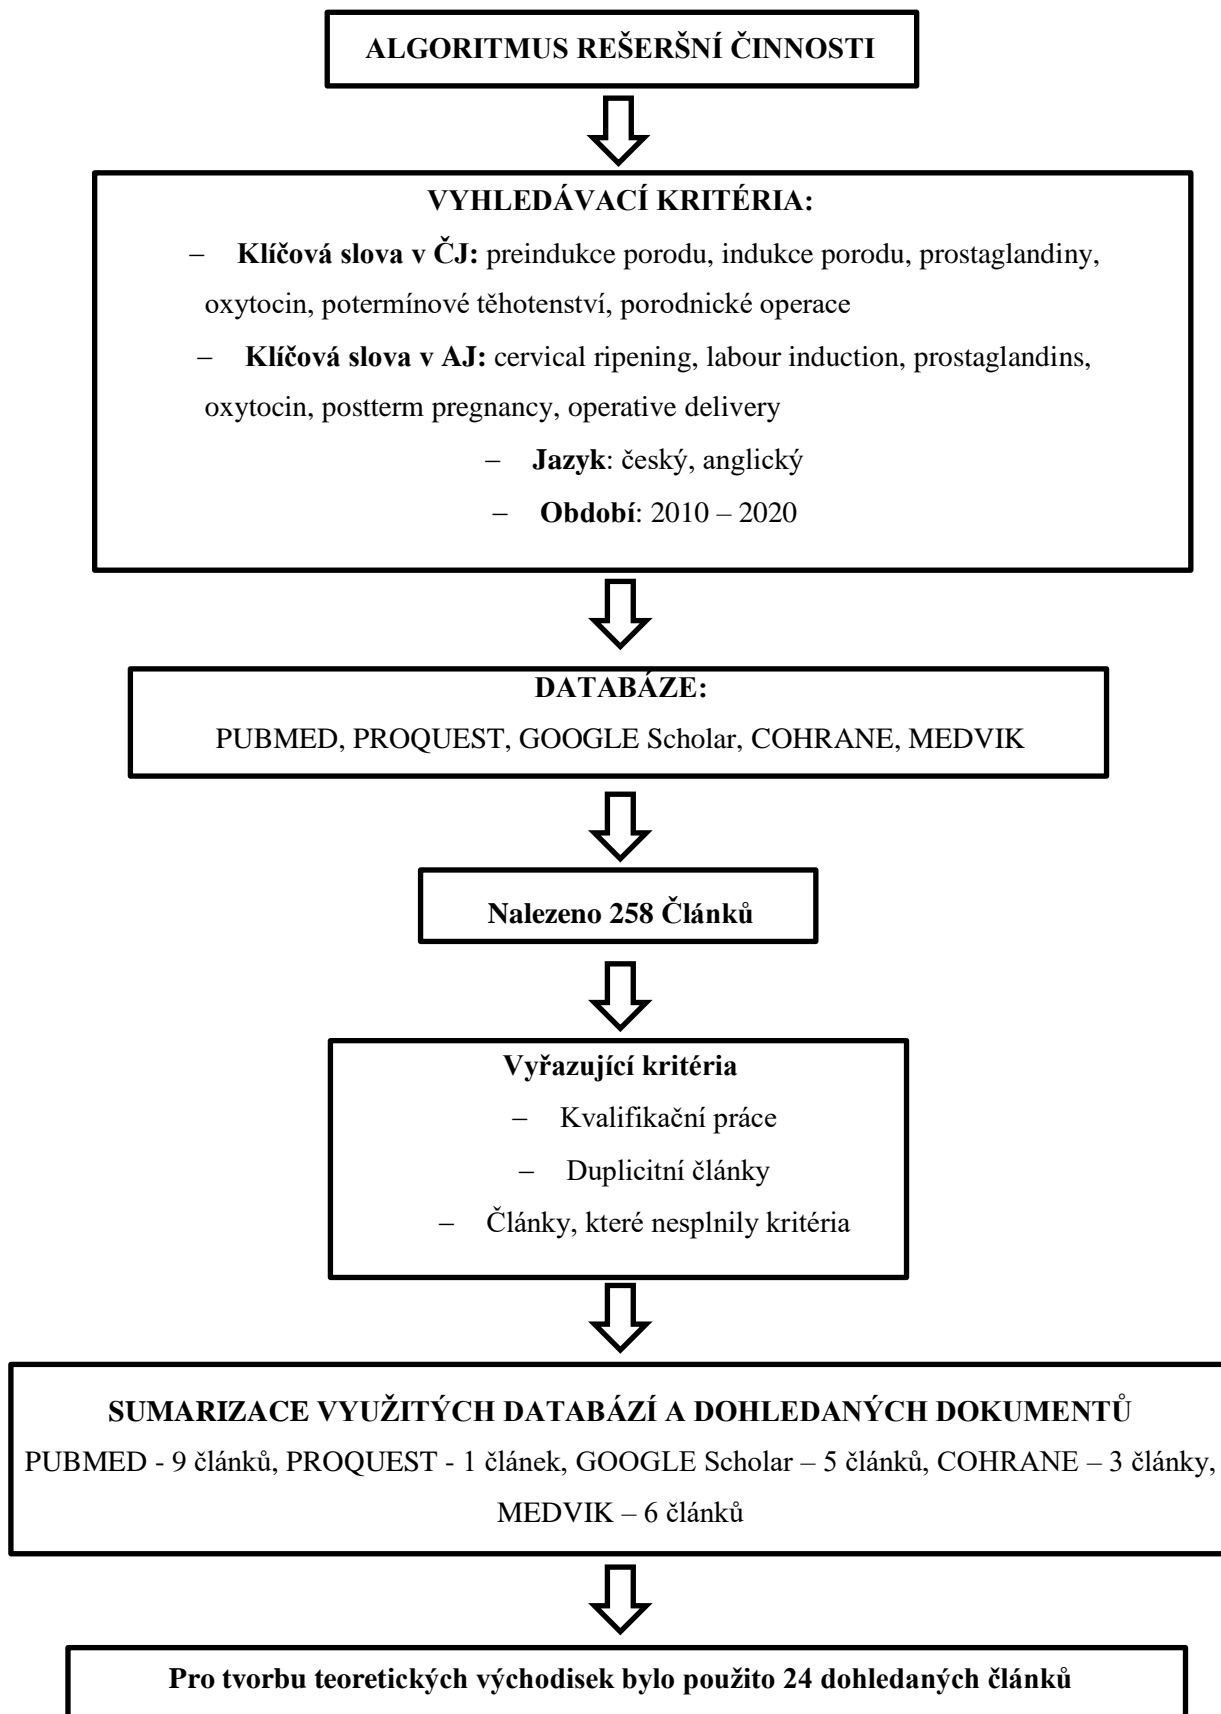 ALGORITMUS REŠERŠNÍ ČINNOSTI
VYHLEDÁVACÍ KRITÉRIA:
– Klíčová slova v ČJ: preindukce porodu, indukce porodu, prostaglandiny,
oxytocin, potermínové těhotenství, porodnické operace
– Klíčová slova v AJ: cervical ripening, labour induction, prostaglandins,
oxytocin, postterm pregnancy, operative delivery
– Jazyk: český, anglický
– Období: 2010 – 2020
DATABÁZE:
PUBMED, PROQUEST, GOOGLE Scholar, COHRANE, MEDVIK
Nalezeno 258 Článků
Vyřazující kritéria
– Kvalifikační práce
– Duplicitní články
– Články, které nesplnily kritéria
SUMARIZACE VYUŽITÝCH DATABÁZÍ A DOHLEDANÝCH DOKUMENTŮ
PUBMED - 9 článků, PROQUEST - 1 článek, GOOGLE Scholar – 5 článků, COHRANE – 3 články,
MEDVIK – 6 článků
Pro tvorbu teoretických východisek bylo použito 24 dohledaných článků